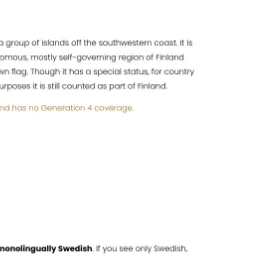 a group of islands off the southwestern coast. It is
omous, mostly self-governing region of Finland
wn flag. Though it has a special status, for country
urposes it is still counted as part of Finland.
nd has no Generation 4 coverage.
monolingually Swedish. If you see only Swedish,